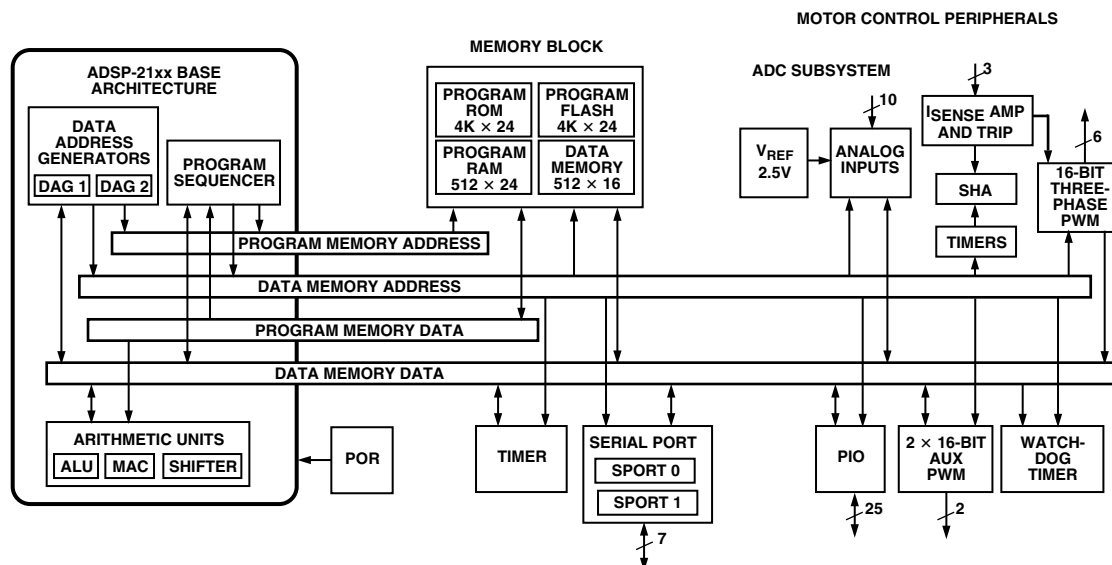 MOTOR CONTROL PERIPHERALS
ADSP-21xx BASE
ARCHITECTURE
DATA
ADDRESS
GENERATORS
DAG 1
DAG 2
PROGRAM
SEQUENCER
MEMORY BLOCK
PROGRAM
ROM
4K × 24
PROGRAM
FLASH
4K × 24
PROGRAM
RAM
512 × 24
DATA
MEMORY
512 × 16
ADC SUBSYSTEM
10
VREF
2.5V
ANALOG
INPUTS
3
ISENSE AMP
AND TRIP
SHA
TIMERS
6
16-BIT
THREE-
PHASE
PWM
PROGRAM MEMORY ADDRESS
DATA MEMORY ADDRESS
PROGRAM MEMORY DATA
DATA MEMORY DATA
ARITHMETIC UNITS
ALU
MAC
SHIFTER
POR
TIMER
SERIAL PORT
SPORT 0
SPORT 1
7
PIO
25
2 × 16-BIT
AUX
PWM
2
WATCH-
DOG
TIMER